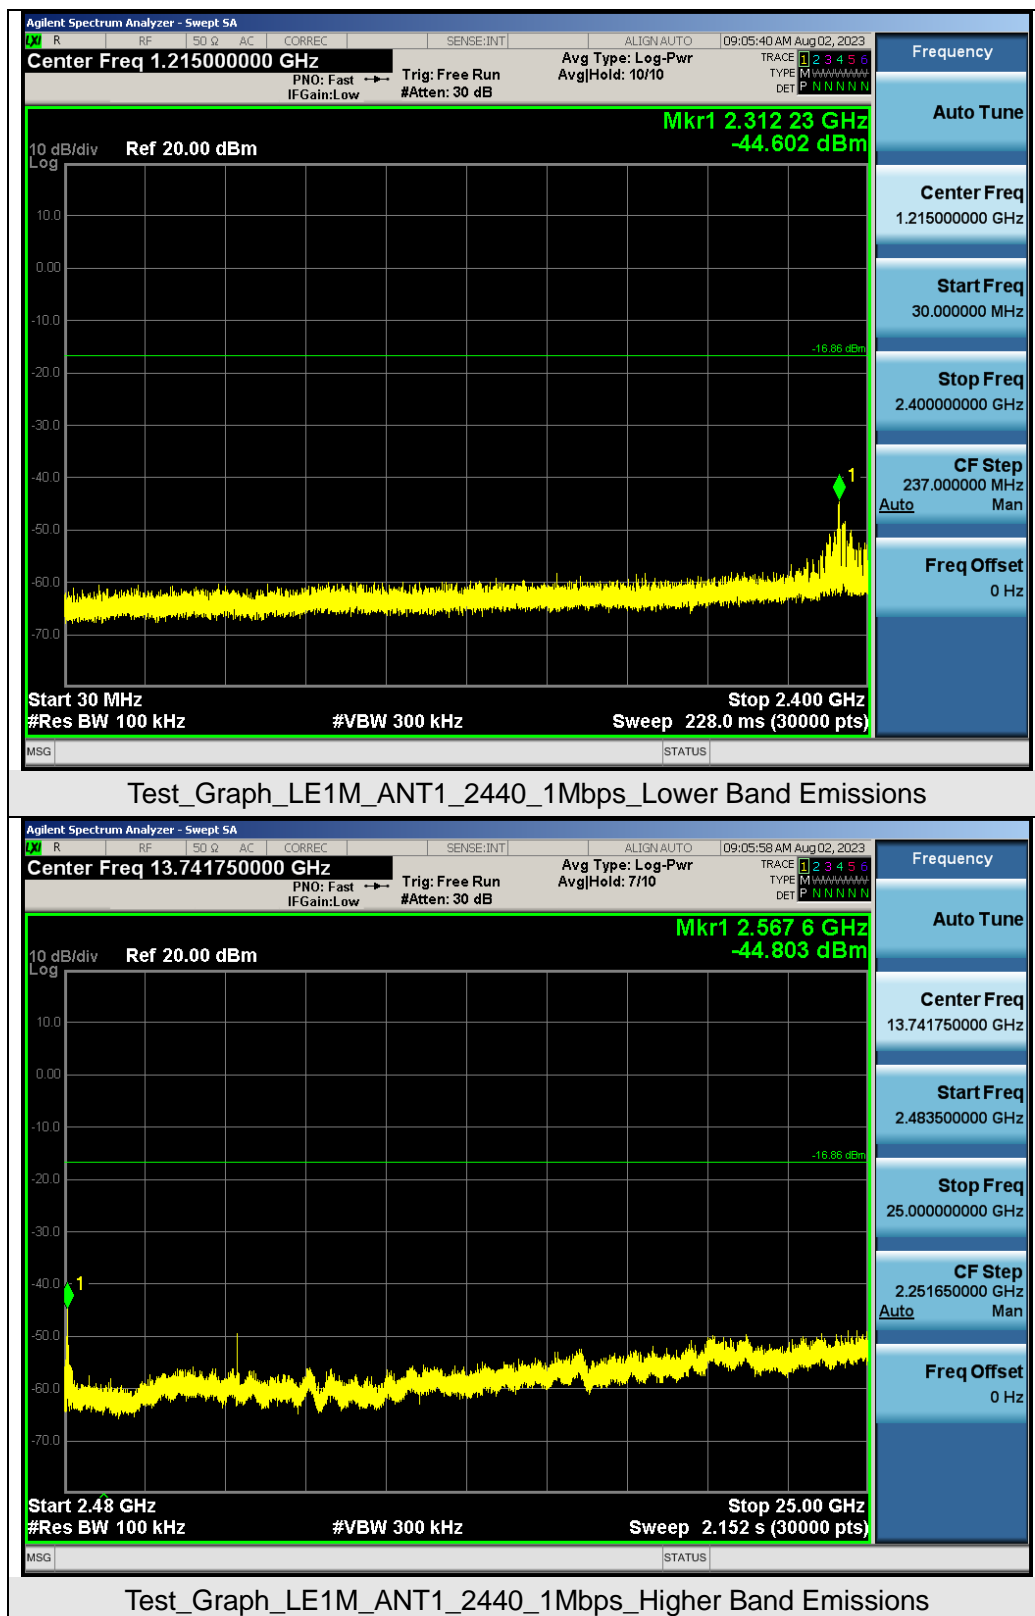 Agilent Spectrum Analyzer - Swept SA
LXI R RF 50 Ω AC CORREC SENSE:INT ALIGNAUTO 09:05:40 AM Aug 02, 2023
Center Freq 1.215000000 GHz
PNO: Fast
IFGain:Low
Trig: Free Run
#Atten: 30 dB
Avg Type: Log-Pwr
Avg|Hold: 10/10
TRACE 1 2 3 4 5 6
TYPE M
DET P N N N N N
Frequency
Mkr1 2.312 23 GHz
-44.602 dBm
10 dB/div Ref 20.00 dBm
Log
10.0
0.00
-10.0
-16.86 dBm
-20.0
-30.0
-40.0
1
-50.0
-60.0
-70.0
Start 30 MHz Stop 2.400 GHz
#Res BW 100 kHz #VBW 300 kHz Sweep 228.0 ms (30000 pts)
MSG STATUS
Auto Tune
Center Freq
1.215000000 GHz
Start Freq
30.000000 MHz
Stop Freq
2.400000000 GHz
CF Step
237.000000 MHz
Auto Man
Freq Offset
0 Hz
Test_Graph_LE1M_ANT1_2440_1Mbps_Lower Band Emissions
Agilent Spectrum Analyzer - Swept SA
LXI R RF 50 Ω AC CORREC SENSE:INT ALIGNAUTO 09:05:58 AM Aug 02, 2023
Center Freq 13.741750000 GHz
PNO: Fast
IFGain:Low
Trig: Free Run
#Atten: 30 dB
Avg Type: Log-Pwr
Avg|Hold: 7/10
TRACE 1 2 3 4 5 6
TYPE M
DET P N N N N N
Frequency
Mkr1 2.567 6 GHz
-44.803 dBm
10 dB/div Ref 20.00 dBm
Log
10.0
0.00
-10.0
-16.86 dBm
-20.0
-30.0
-40.0
1
-50.0
-60.0
-70.0
Start 2.48 GHz Stop 25.00 GHz
#Res BW 100 kHz #VBW 300 kHz Sweep 2.152 s (30000 pts)
MSG STATUS
Auto Tune
Center Freq
13.741750000 GHz
Start Freq
2.483500000 GHz
Stop Freq
25.000000000 GHz
CF Step
2.251650000 GHz
Auto Man
Freq Offset
0 Hz
Test_Graph_LE1M_ANT1_2440_1Mbps_Higher Band Emissions